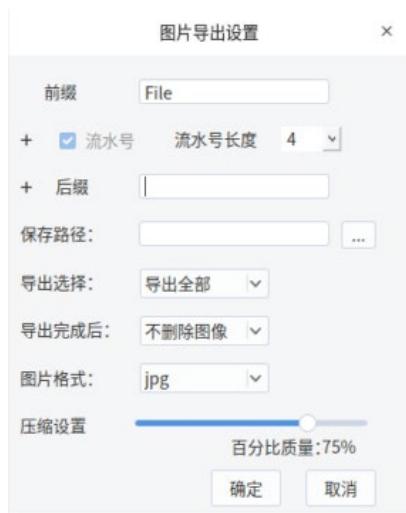 图片导出设置 ×
前缀 File
+ 流水号 流水号长度 4
+ 后缀
保存路径： ...
导出选择： 导出全部
导出完成后： 不删除图像
图片格式： jpg
压缩设置
百分比质量:75%
确定 取消